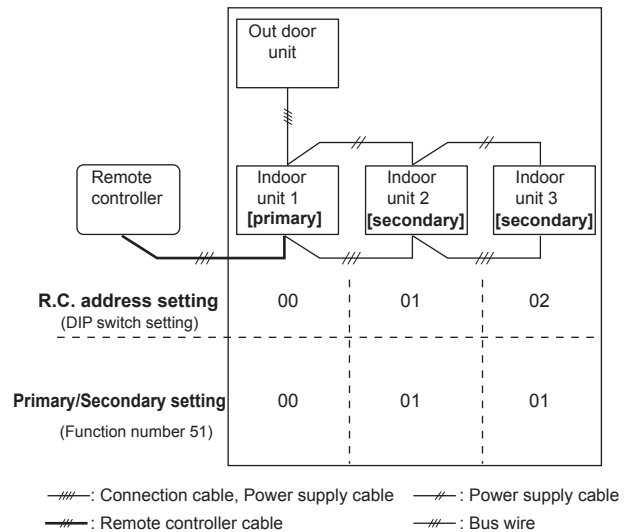 Out door
unit
Remote
controller
Indoor
unit 1
[primary]
Indoor
unit 2
[secondary]
Indoor
unit 3
[secondary]
R.C. address setting
(DIP switch setting)
00
01
02
Primary/Secondary setting
(Function number 51)
00
01
01
: Connection cable, Power supply cable
: Power supply cable
: Remote controller cable
: Bus wire